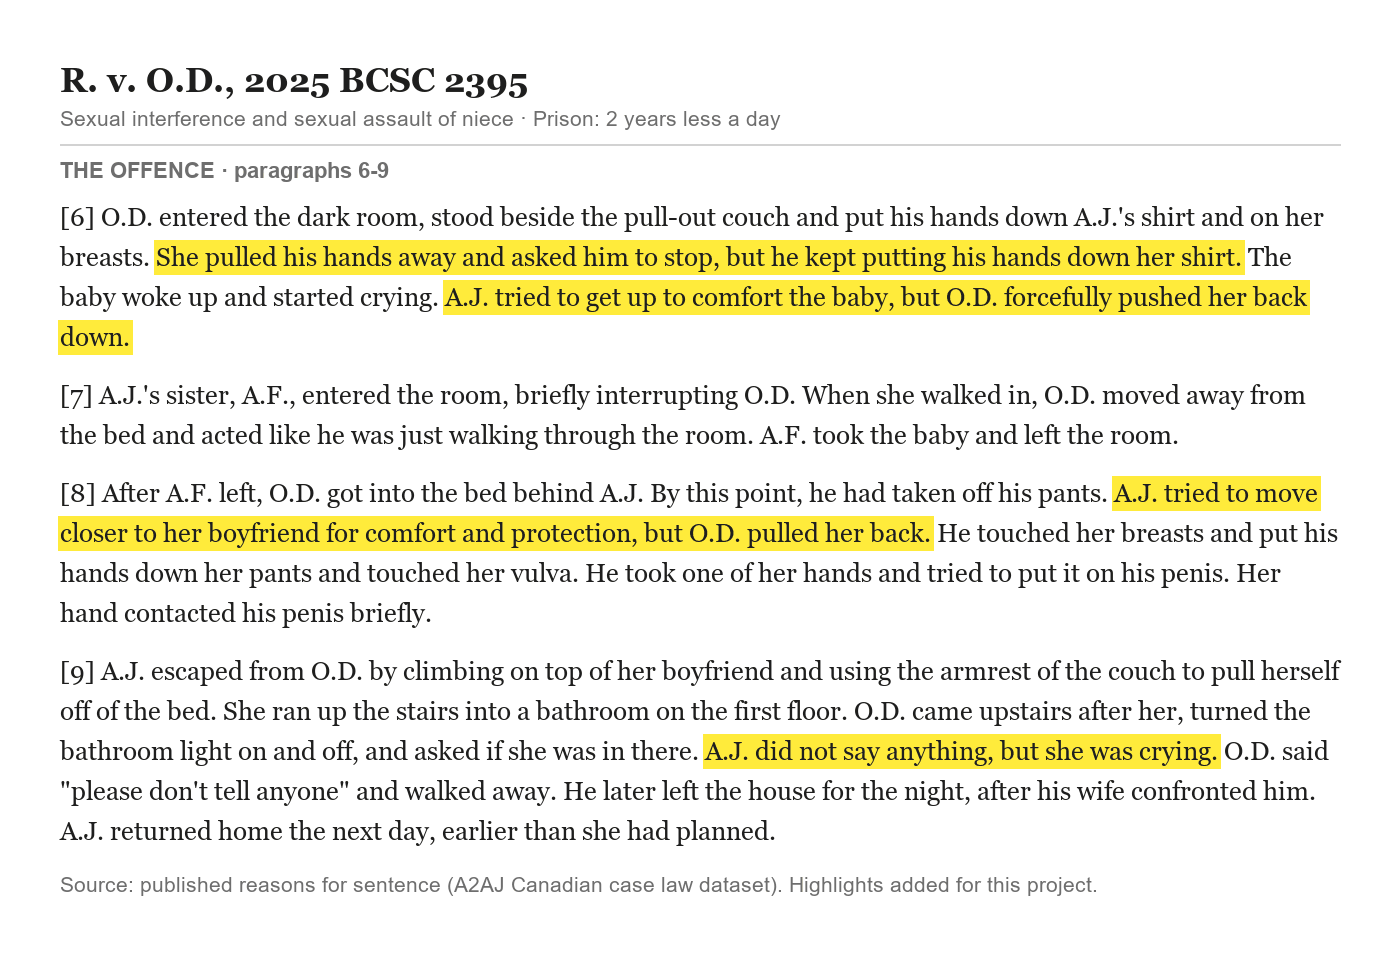 R. v. O.D., 2025 BCSC 2395
Sexual interference and sexual assault of niece · Prison: 2 years less a day
THE OFFENCE · paragraphs 6-9
[6] O.D. entered the dark room, stood beside the pull-out couch and put his hands down A.J.'s shirt and on her
breasts. She pulled his hands away and asked him to stop, but he kept putting his hands down her shirt. The
baby woke up and started crying. A.J. tried to get up to comfort the baby, but O.D. forcefully pushed her back
down.
[7] A.J.'s sister, A.F., entered the room, briefly interrupting O.D. When she walked in, O.D. moved away from
the bed and acted like he was just walking through the room. A.F. took the baby and left the room.
[8] After A.F. left, O.D. got into the bed behind A.J. By this point, he had taken off his pants. A.J. tried to move
closer to her boyfriend for comfort and protection, but O.D. pulled her back. He touched her breasts and put his
hands down her pants and touched her vulva. He took one of her hands and tried to put it on his penis. Her
hand contacted his penis briefly.
[9] A.J. escaped from O.D. by climbing on top of her boyfriend and using the armrest of the couch to pull herself
off of the bed. She ran up the stairs into a bathroom on the first floor. O.D. came upstairs after her, turned the
bathroom light on and off, and asked if she was in there. A.J. did not say anything, but she was crying. O.D. said
"please don't tell anyone" and walked away. He later left the house for the night, after his wife confronted him.
A.J. returned home the next day, earlier than she had planned.
Source: published reasons for sentence (A2AJ Canadian case law dataset). Highlights added for this project.